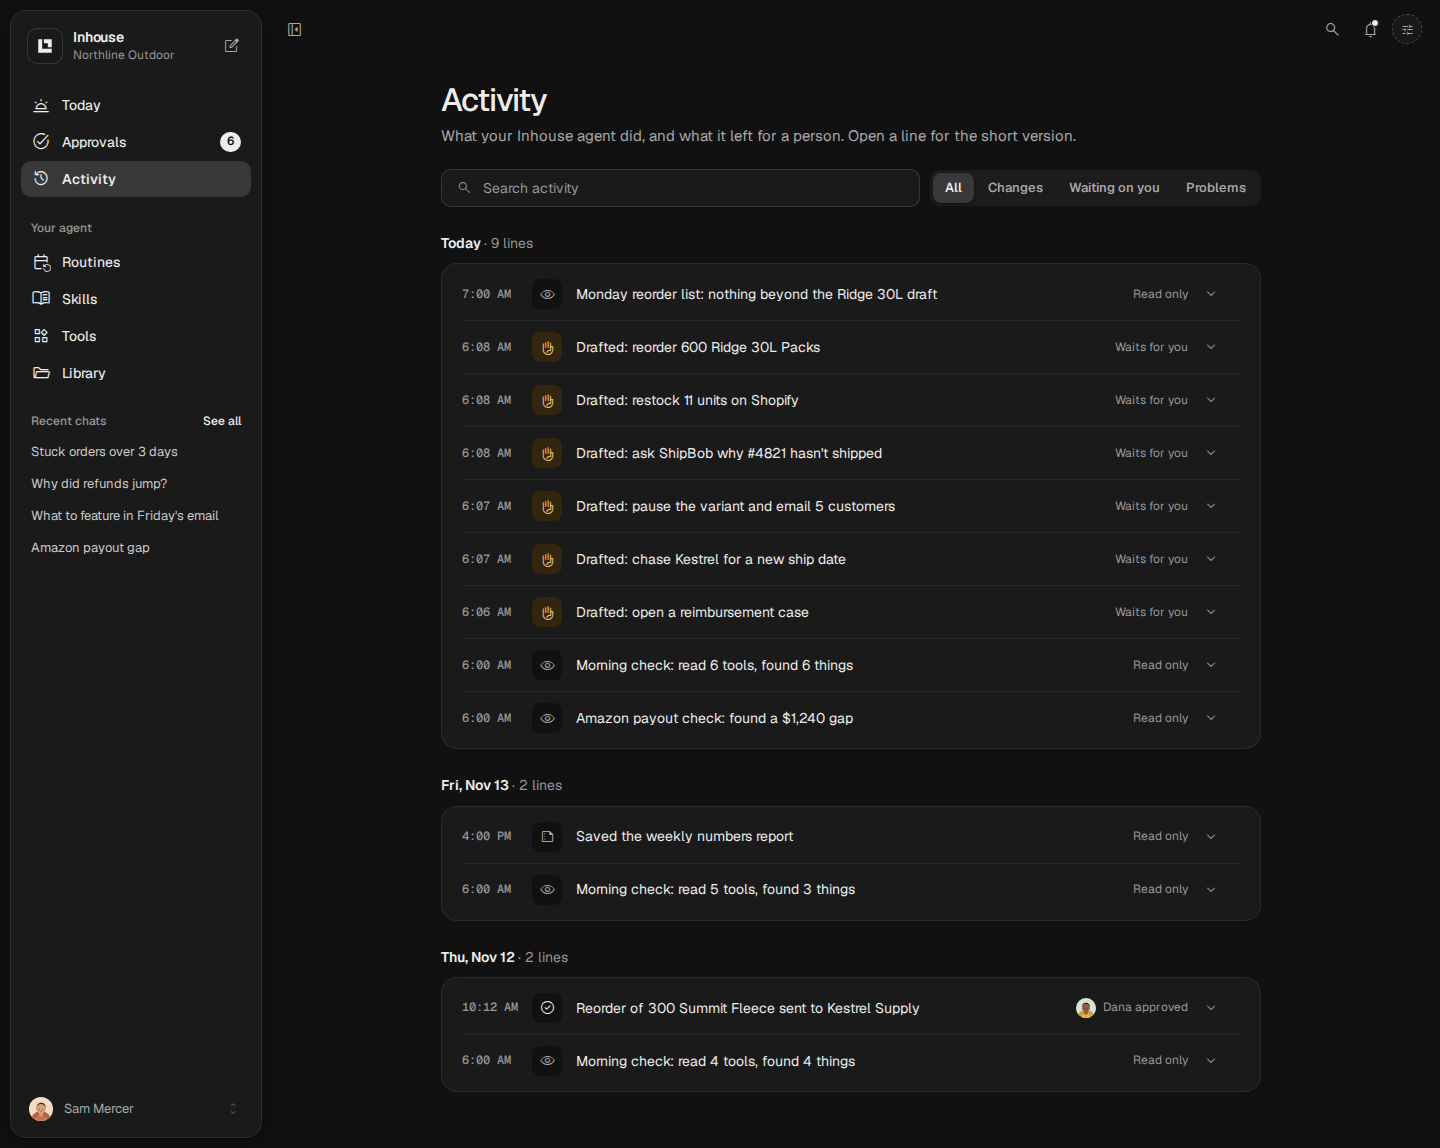 Inhouse
Northline Outdoor
Today
Approvals 6
Activity
Your agent
Routines
Skills
Tools
Library
Recent chats See all
Stuck orders over 3 days
Why did refunds jump?
What to feature in Friday's email
Amazon payout gap
Sam Mercer
Activity
What your Inhouse agent did, and what it left for a person. Open a line for the short version.
Search activity
All Changes Waiting on you Problems
Today · 9 lines
7:00 AM Monday reorder list: nothing beyond the Ridge 30L draft Read only
6:08 AM Drafted: reorder 600 Ridge 30L Packs Waits for you
6:08 AM Drafted: restock 11 units on Shopify Waits for you
6:08 AM Drafted: ask ShipBob why #4821 hasn't shipped Waits for you
6:07 AM Drafted: pause the variant and email 5 customers Waits for you
6:07 AM Drafted: chase Kestrel for a new ship date Waits for you
6:06 AM Drafted: open a reimbursement case Waits for you
6:00 AM Morning check: read 6 tools, found 6 things Read only
6:00 AM Amazon payout check: found a $1,240 gap Read only
Fri, Nov 13 · 2 lines
4:00 PM Saved the weekly numbers report Read only
6:00 AM Morning check: read 5 tools, found 3 things Read only
Thu, Nov 12 · 2 lines
10:12 AM Reorder of 300 Summit Fleece sent to Kestrel Supply Dana approved
6:00 AM Morning check: read 4 tools, found 4 things Read only